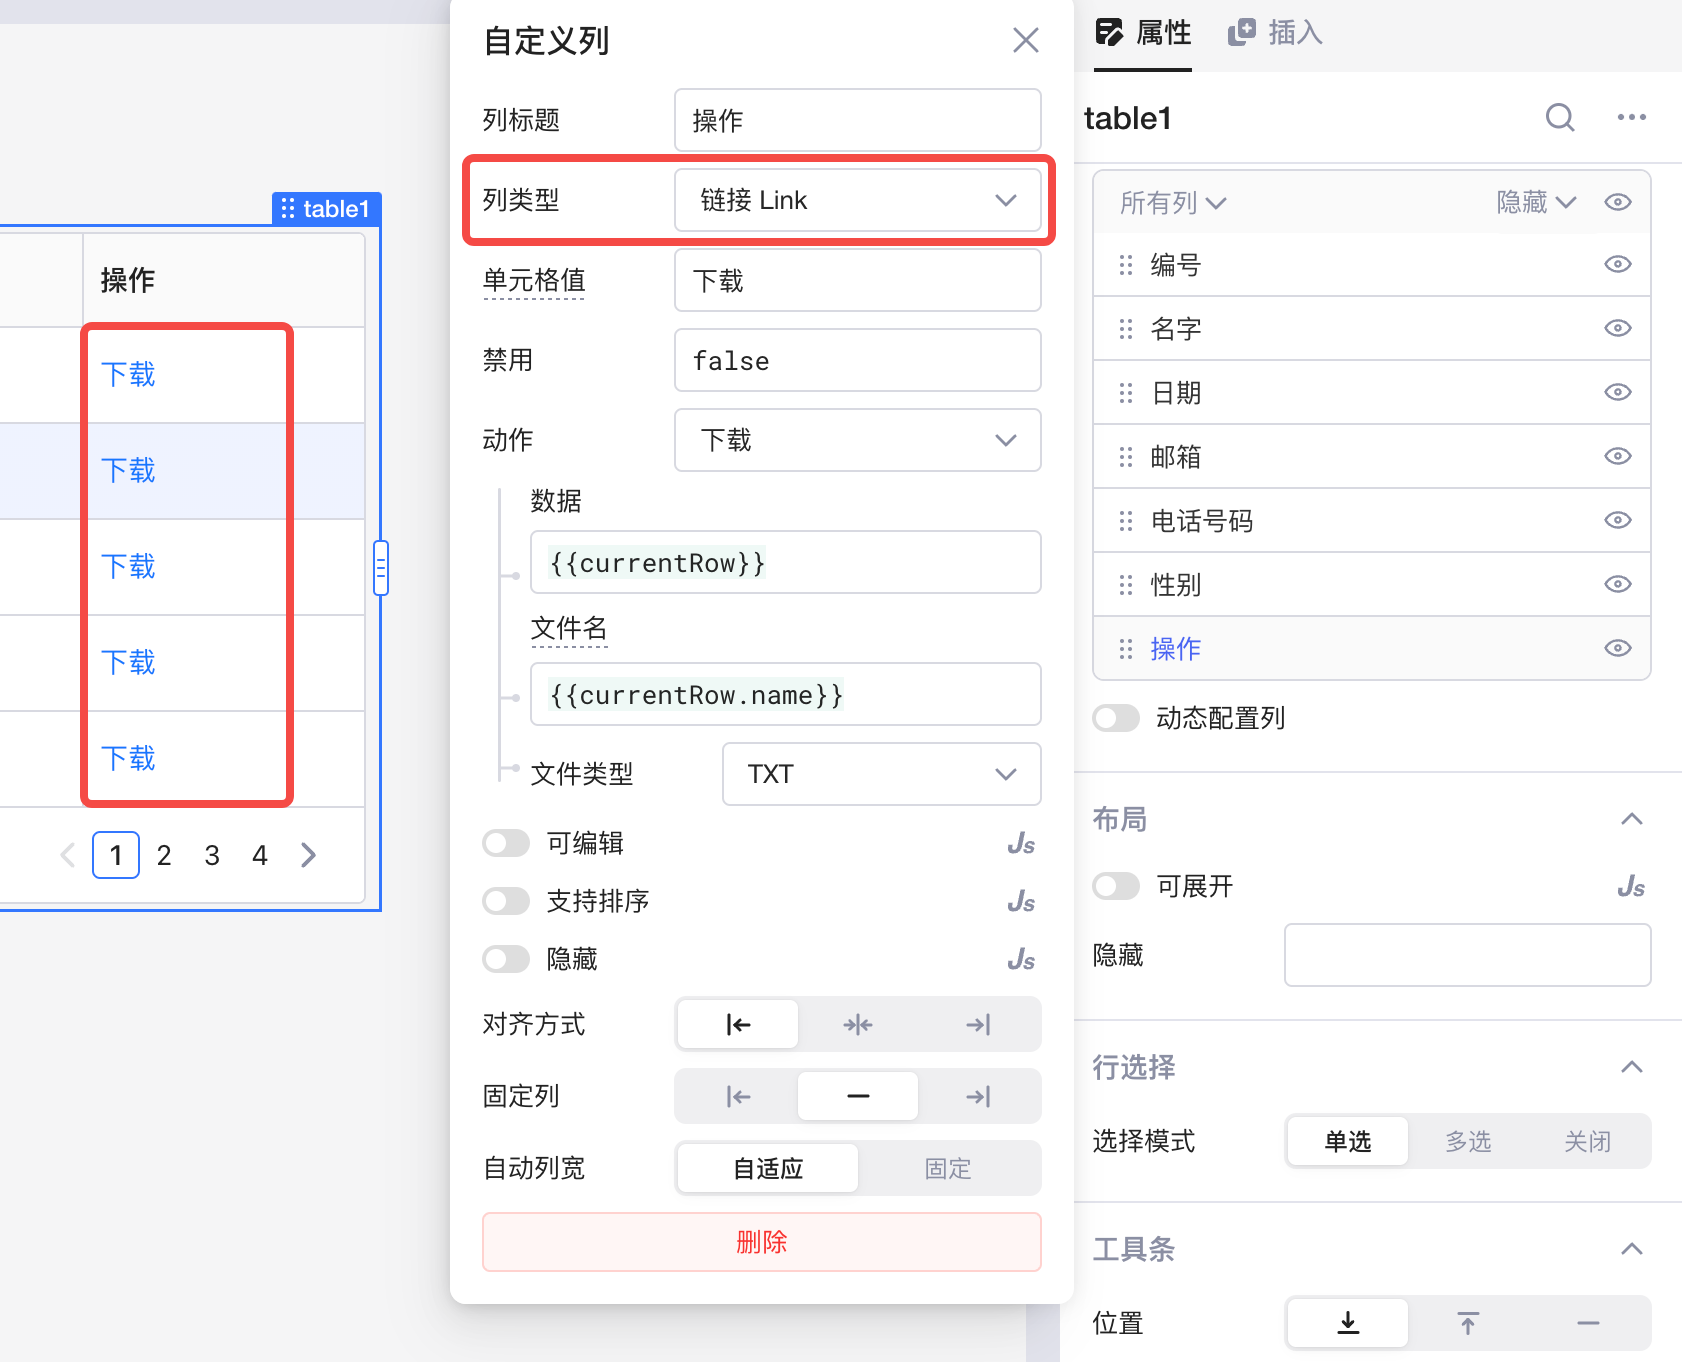 table1
操作
下载
下载
下载
下载
下载
1
2
3
4
自定义列
列标题
操作
列类型
链接 Link
单元格值
下载
禁用
false
动作
下载
数据
{{currentRow}}
文件名
{{currentRow.name}}
文件类型
TXT
可编辑
Js
支持排序
Js
隐藏
Js
对齐方式
固定列
自动列宽
自适应
固定
删除
属性
插入
table1
所有列
隐藏
编号
名字
日期
邮箱
电话号码
性别
操作
动态配置列
布局
可展开
Js
隐藏
行选择
选择模式
单选
多选
关闭
工具条
位置